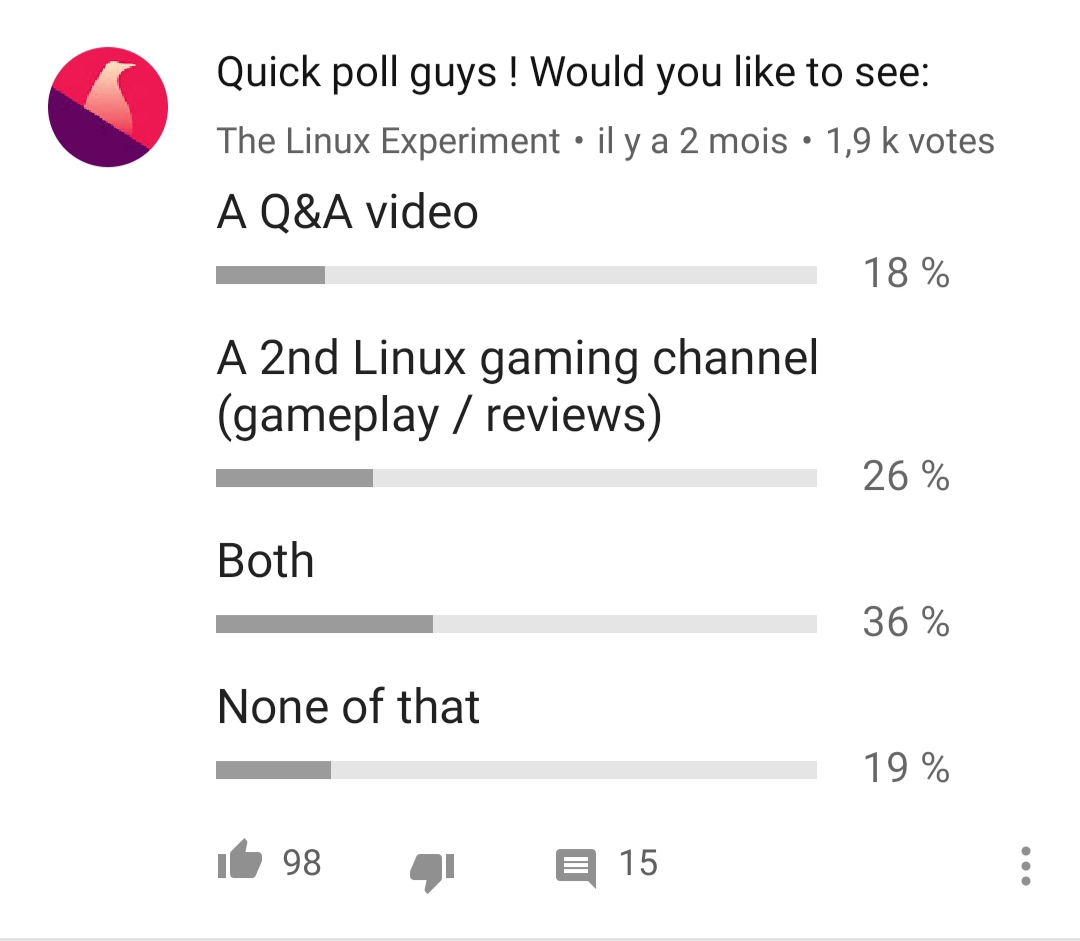 Quick poll guys ! Would you like to see:
The Linux Experiment • il y a 2 mois • 1,9 k votes
A Q&A video
18 %
A 2nd Linux gaming channel
(gameplay / reviews)
26 %
Both
36 %
None of that
19 %
98 15